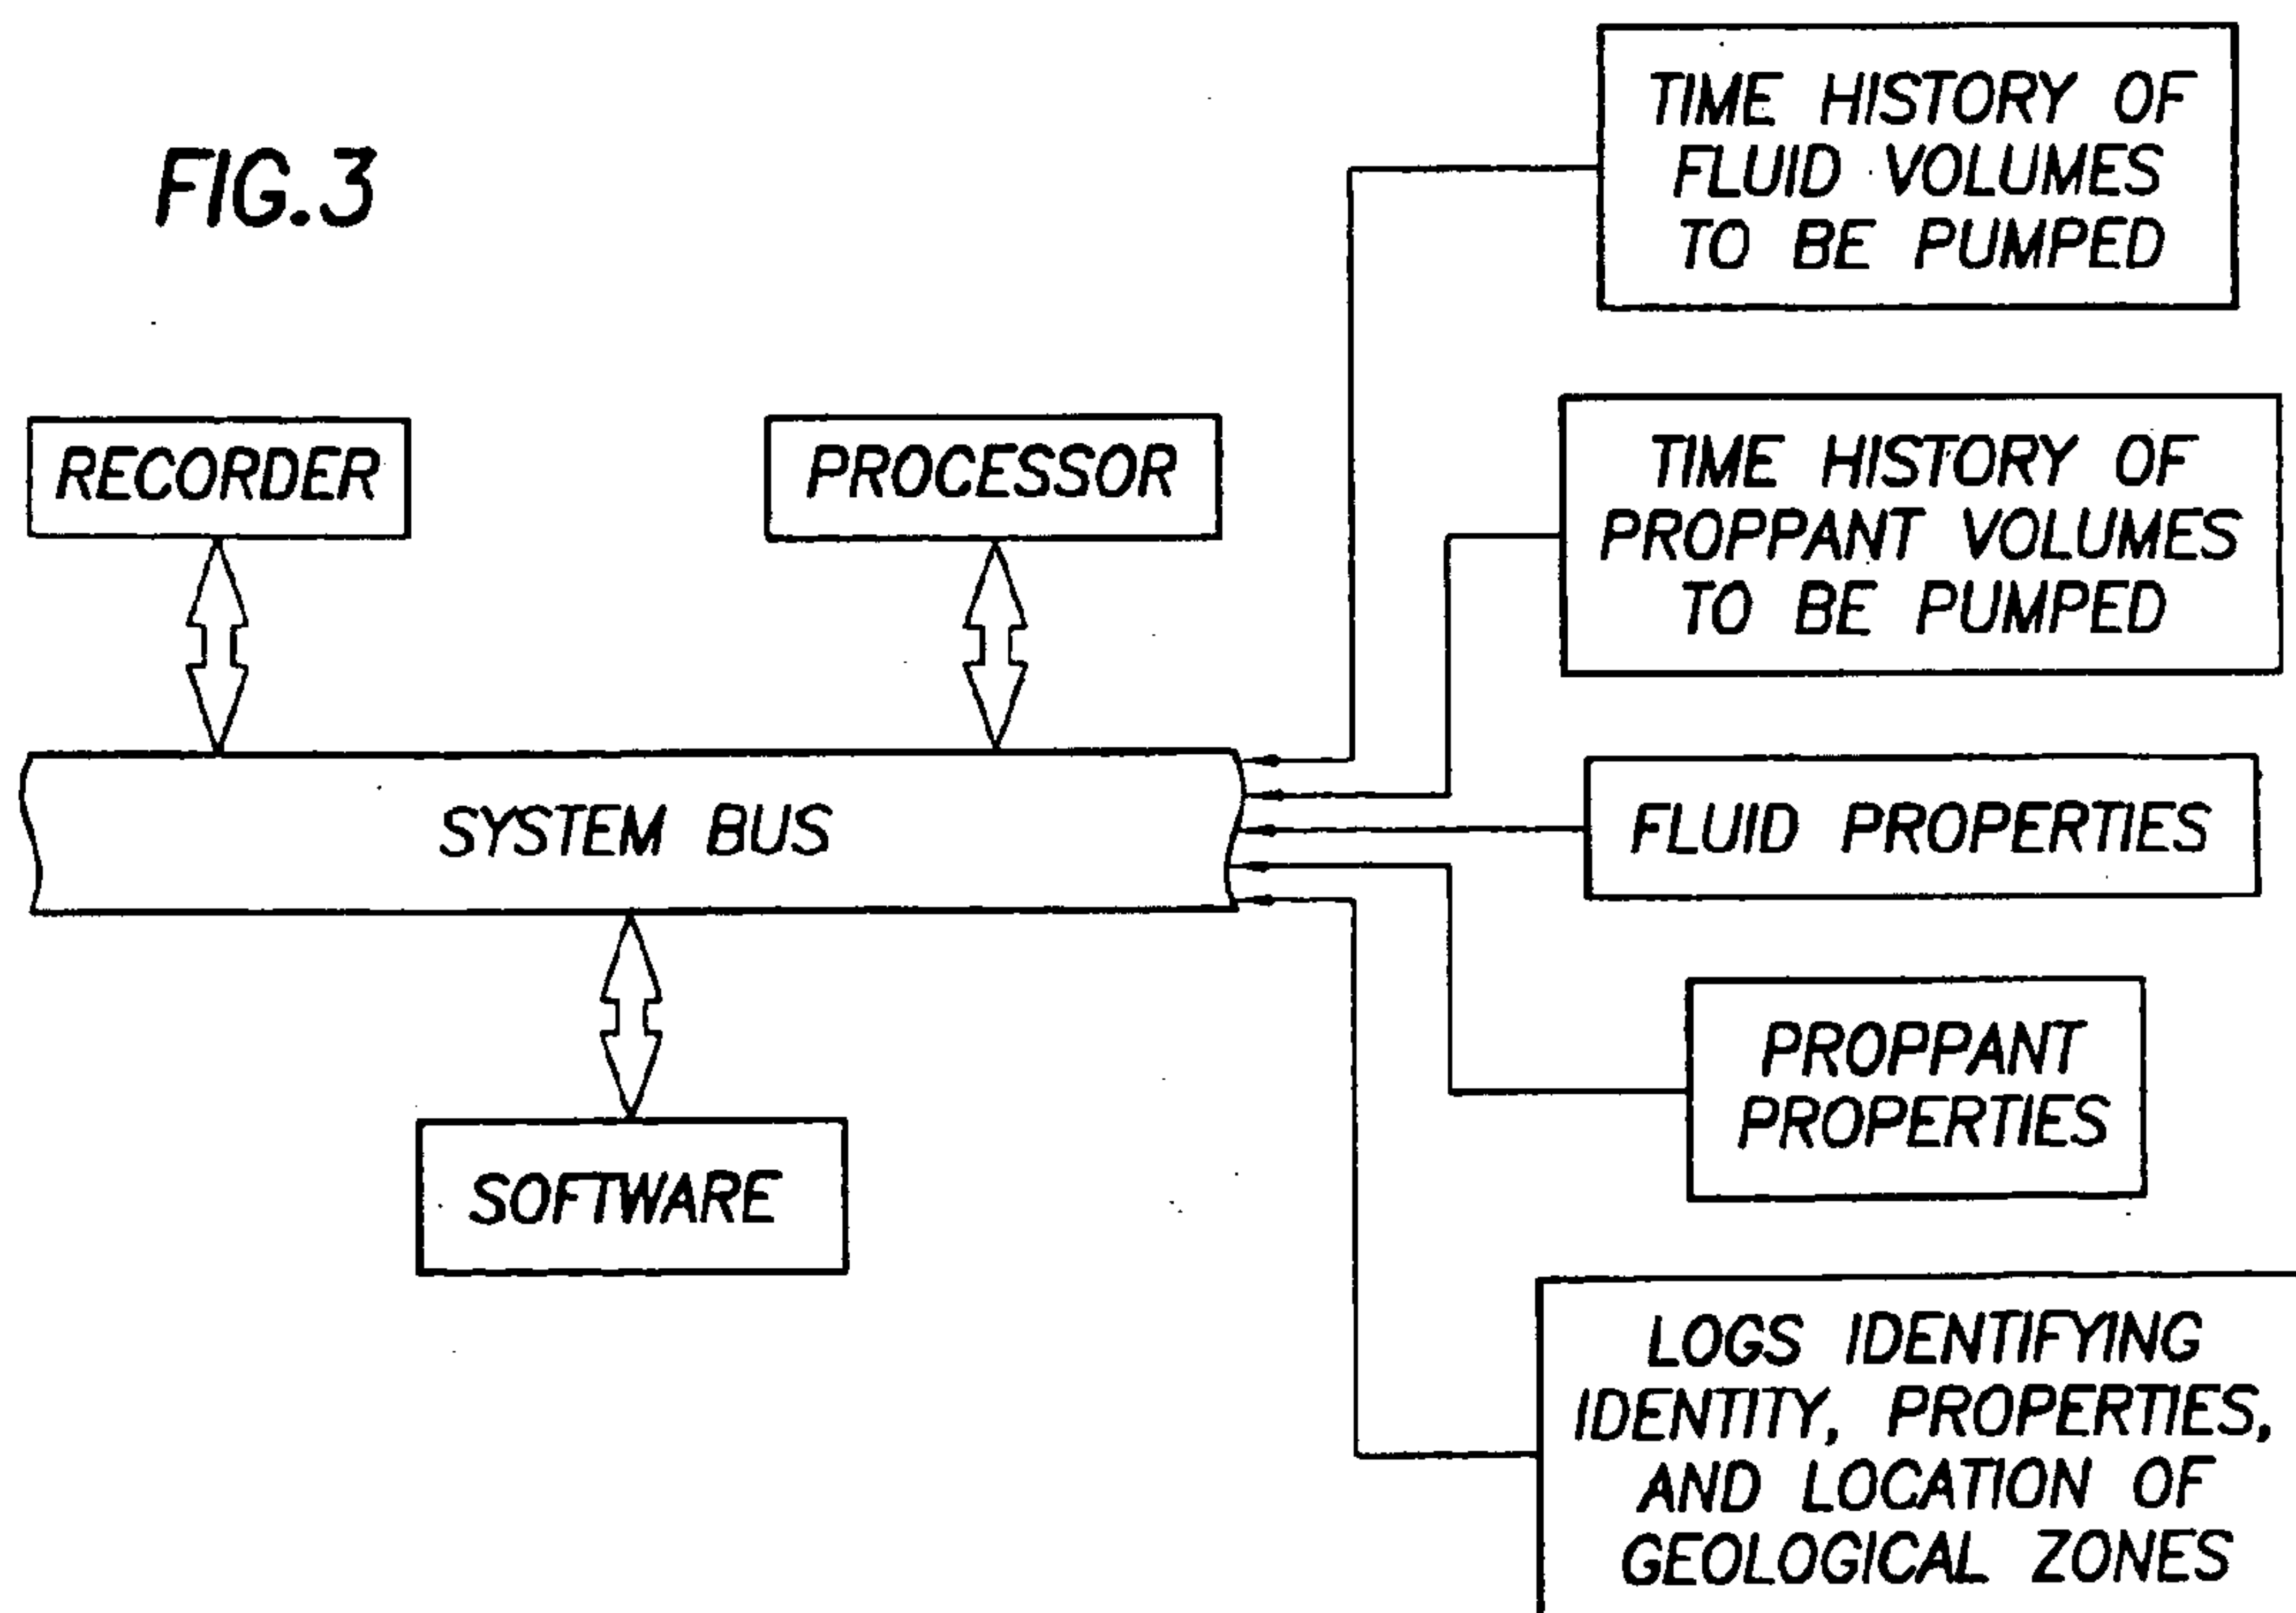 FIG.3
TIME HISTORY OF
FLUID VOLUMES
TO BE PUMPED
RECORDER
PROCESSOR
TIME HISTORY OF
PROPPANT VOLUMES
TO BE PUMPED
SYSTEM BUS
FLUID PROPERTIES
PROPPANT
PROPERTIES
SOFTWARE
LOGS IDENTIFYING
IDENTITY, PROPERTIES,
AND LOCATION OF
GEOLOGICAL ZONES